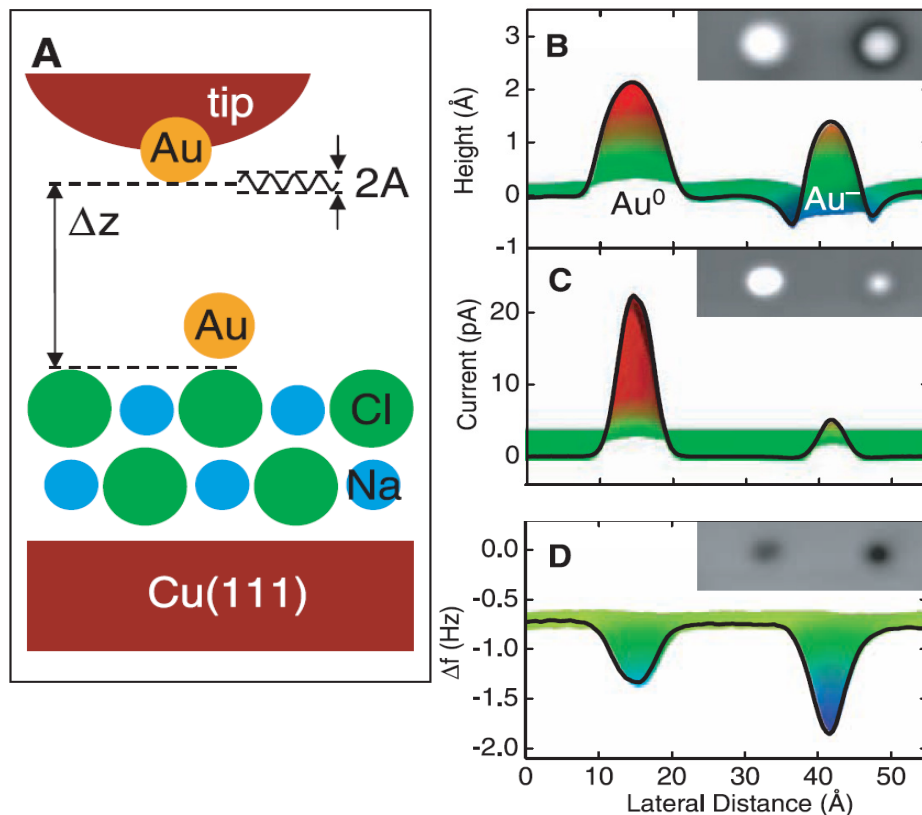 A
tip
Au
2A
Δz
Au
Cl
Na
Cu(111)
B
Height (Å)
3
2
1
0
-1
Au⁰
Au⁻
C
Current (pA)
20
10
0
D
Δf (Hz)
0.0
-0.5
-1.0
-1.5
-2.0
0 10 20 30 40 50
Lateral Distance (Å)